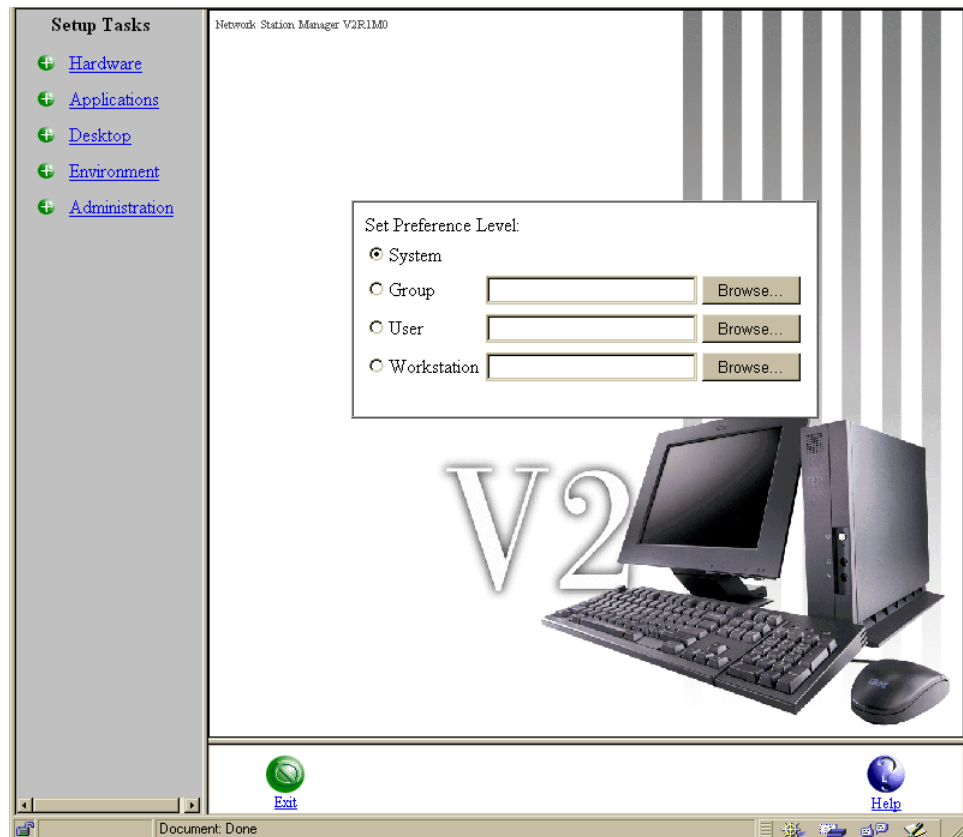 Setup Tasks
Hardware
Applications
Desktop
Environment
Administration
Network Station Manager V2R1M0
Set Preference Level:
System
Group Browse...
User Browse...
Workstation Browse...
V2
IBM
Exit
Help
Document: Done